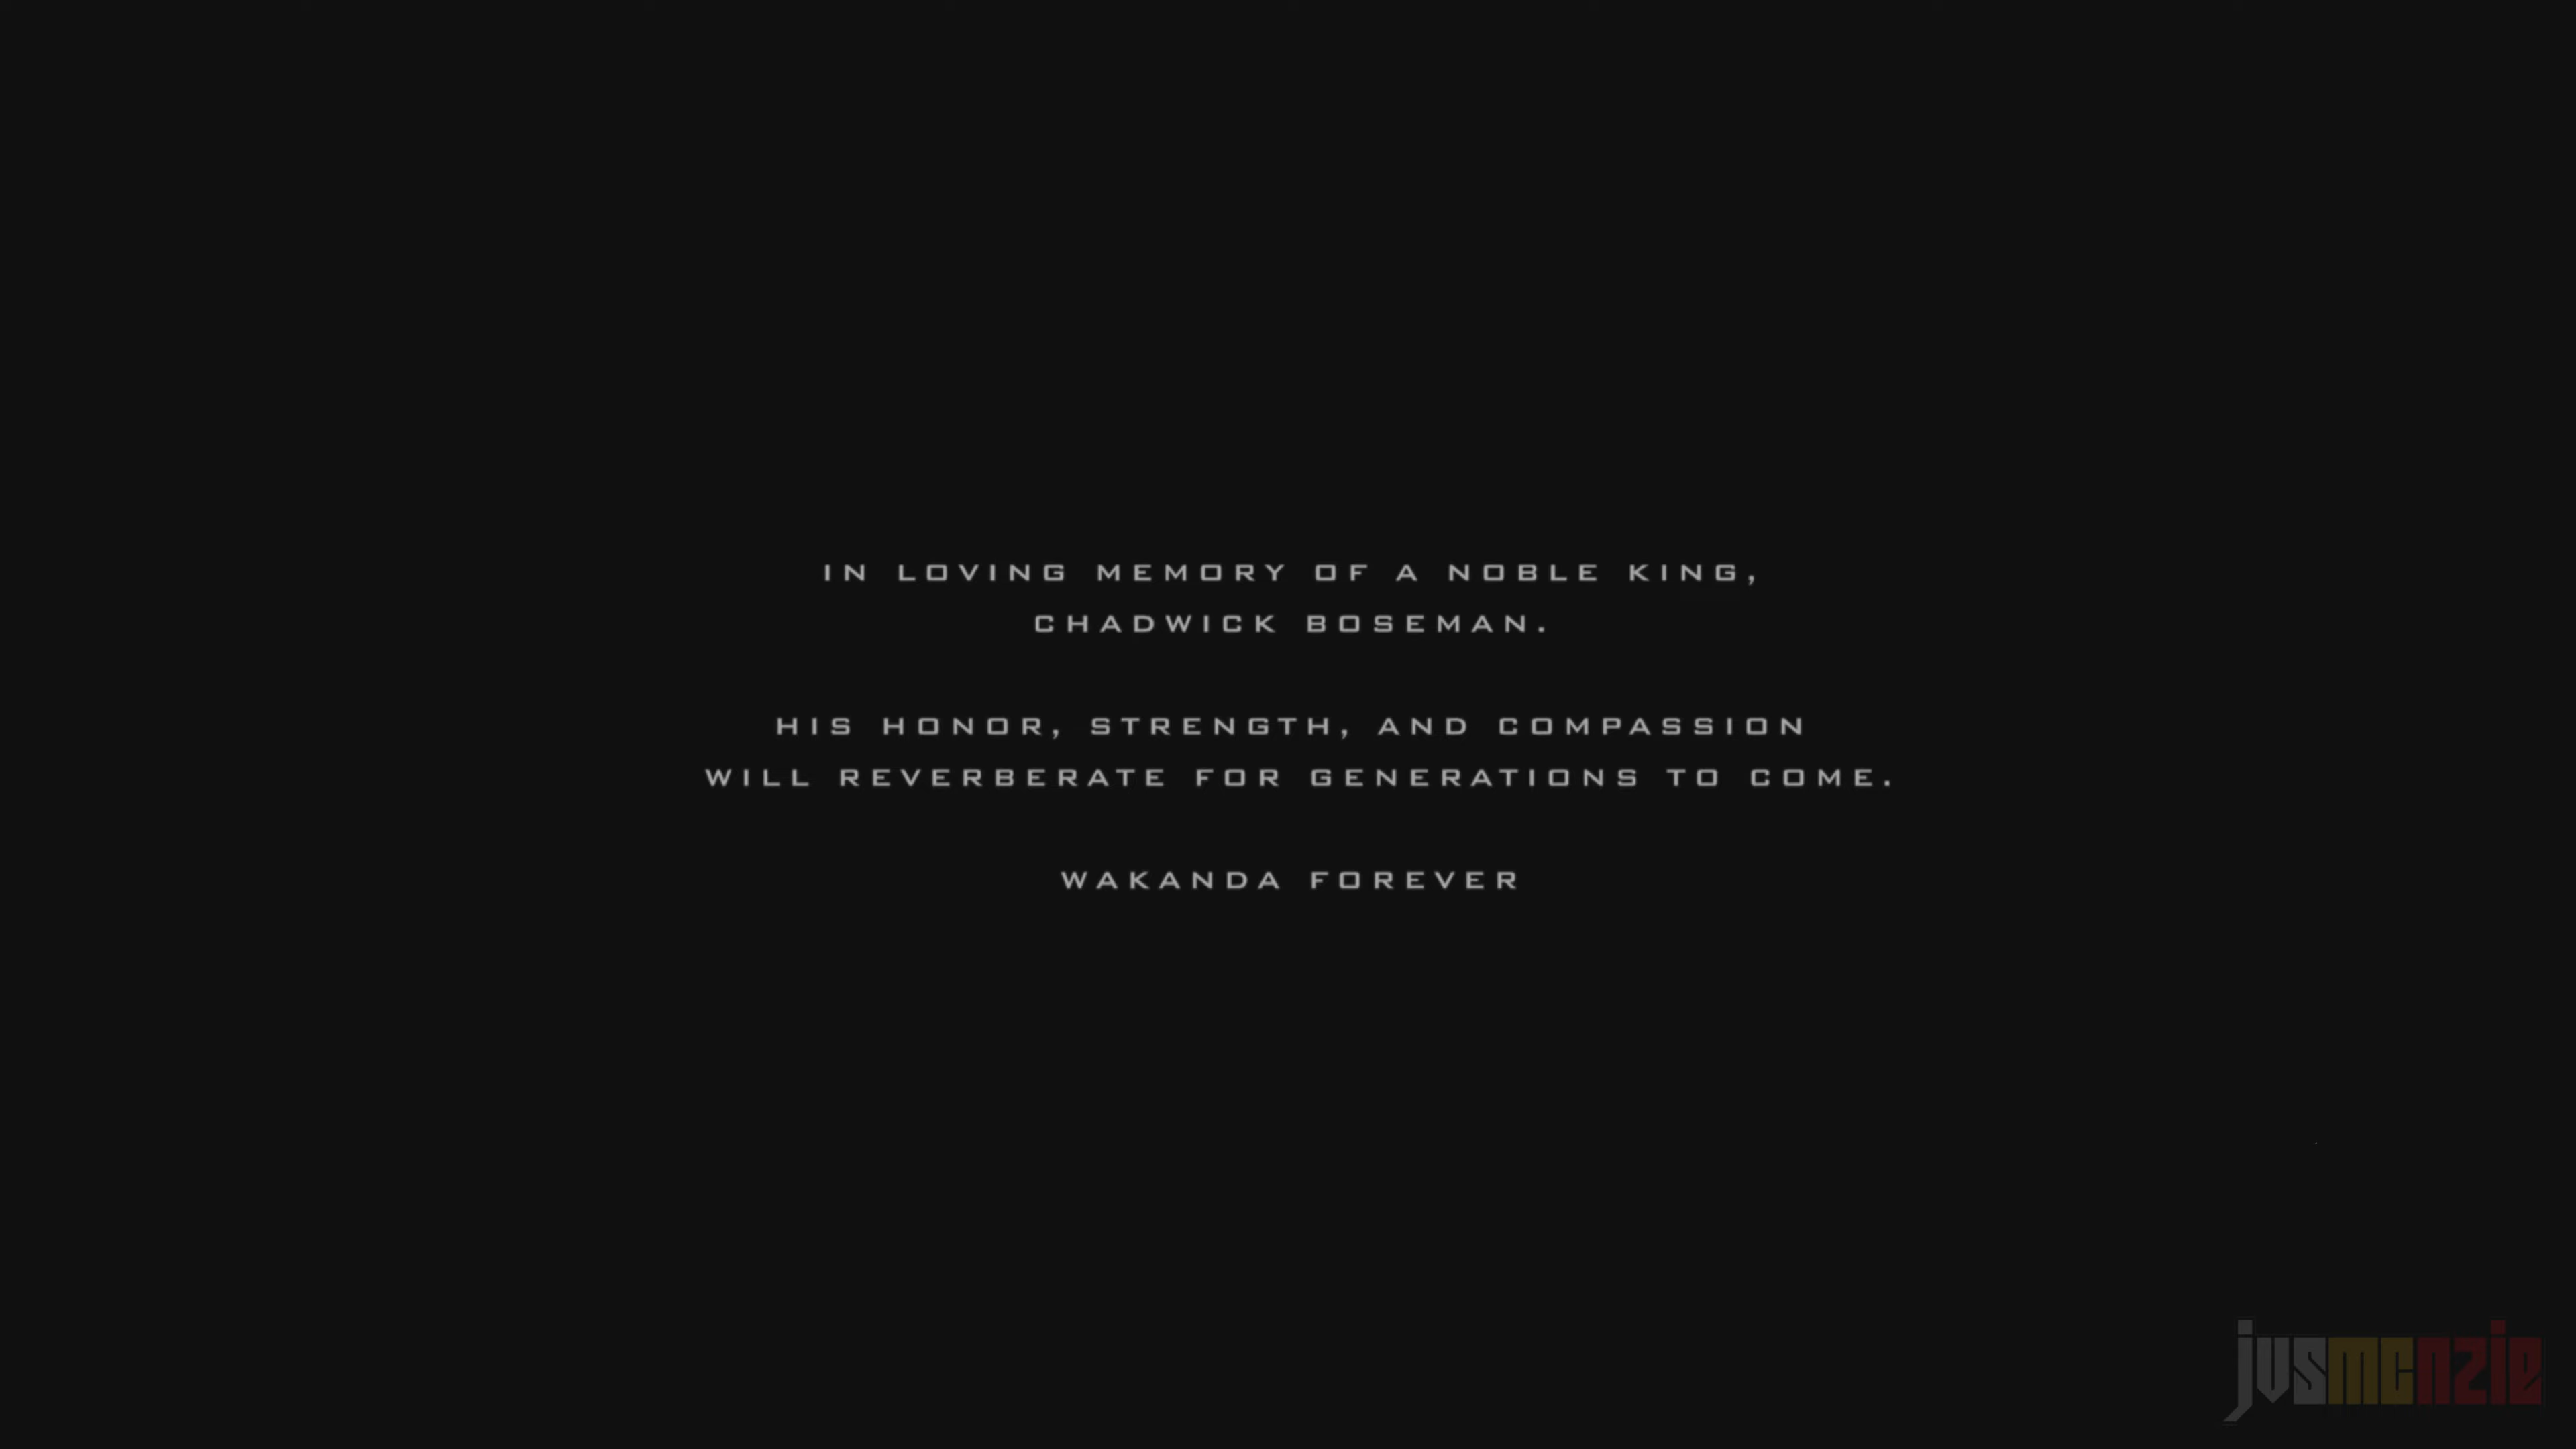 IN LOVING MEMORY OF A NOBLE KING,
CHADWICK BOSEMAN.
HIS HONOR, STRENGTH, AND COMPASSION
WILL REVERBERATE FOR GENERATIONS TO COME.
WAKANDA FOREVER
jvsmcnzie